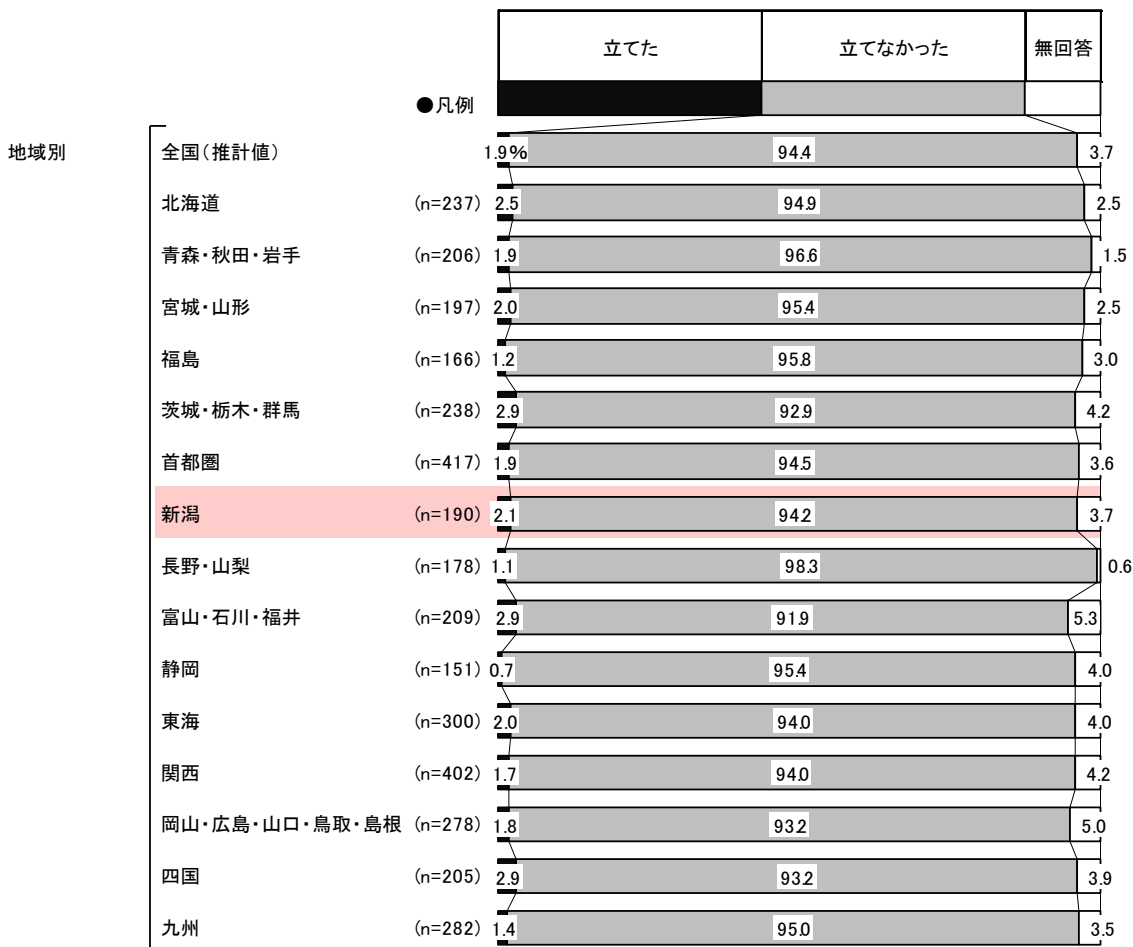 立てた 立てなかった 無回答
●凡例
地域別 全国(推計値) 1.9% 94.4 3.7
北海道 (n=237) 2.5 94.9 2.5
青森・秋田・岩手 (n=206) 1.9 96.6 1.5
宮城・山形 (n=197) 2.0 95.4 2.5
福島 (n=166) 1.2 95.8 3.0
茨城・栃木・群馬 (n=238) 2.9 92.9 4.2
首都圏 (n=417) 1.9 94.5 3.6
新潟 (n=190) 2.1 94.2 3.7
長野・山梨 (n=178) 1.1 98.3 0.6
富山・石川・福井 (n=209) 2.9 91.9 5.3
静岡 (n=151) 0.7 95.4 4.0
東海 (n=300) 2.0 94.0 4.0
関西 (n=402) 1.7 94.0 4.2
岡山・広島・山口・鳥取・島根 (n=278) 1.8 93.2 5.0
四国 (n=205) 2.9 93.2 3.9
九州 (n=282) 1.4 95.0 3.5